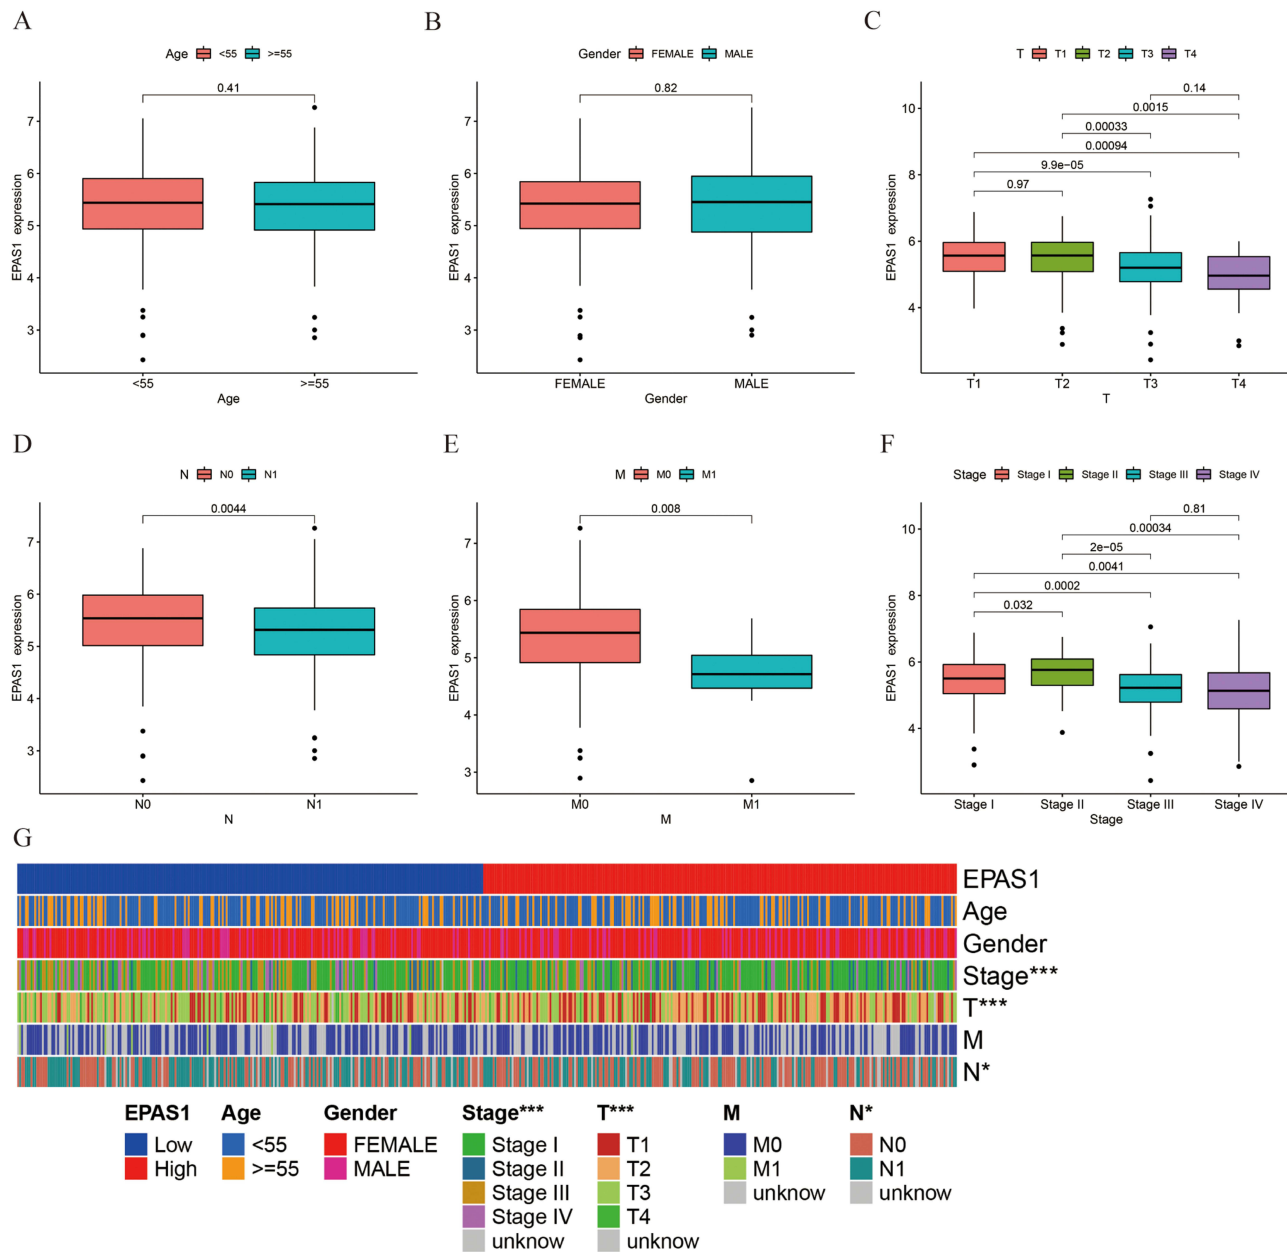 A
Age <55 >=55
0.41
7
6
5
4
3
EPAS1 expression
<55 >=55
Age
B
Gender FEMALE MALE
0.82
7
6
5
4
3
EPAS1 expression
FEMALE MALE
Gender
C
T T1 T2 T3 T4
0.14
0.0015
0.00033
0.00094
9.9e−05
0.97
10
8
6
4
EPAS1 expression
T1 T2 T3 T4
T
D
N N0 N1
0.0044
7
6
5
4
3
EPAS1 expression
N0 N1
N
E
M M0 M1
0.008
7
6
5
4
3
EPAS1 expression
M0 M1
M
F
Stage Stage I Stage II Stage III Stage IV
0.81
0.00034
2e−05
0.0041
0.0002
0.032
10
8
6
4
EPAS1 expression
Stage I Stage II Stage III Stage IV
Stage
G
EPAS1
Age
Gender
Stage***
T***
M
N*
EPAS1 Age Gender Stage*** T*** M N*
Low <55 FEMALE Stage I T1 M0 N0
High >=55 MALE Stage II T2 M1 N1
Stage III T3 unknow unknow
Stage IV T4
unknow unknow